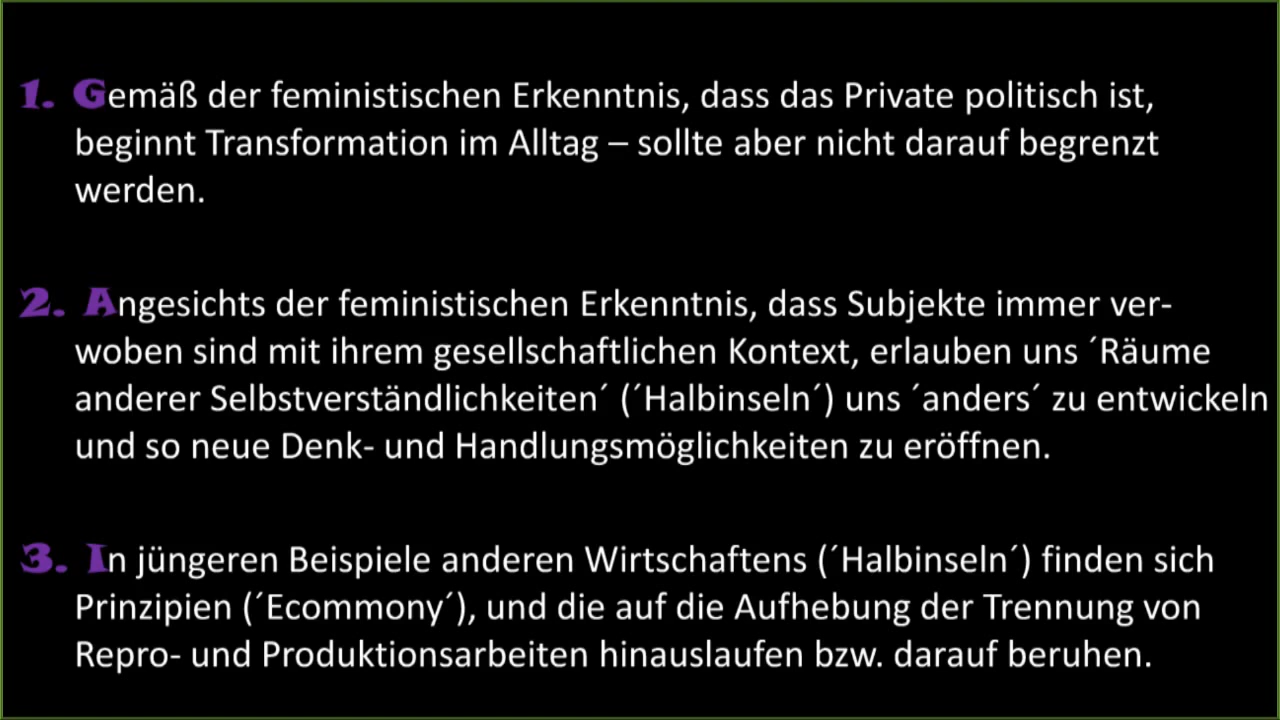 1. Gemäß der feministischen Erkenntnis, dass das Private politisch ist,
beginnt Transformation im Alltag – sollte aber nicht darauf begrenzt
werden.
2. Angesichts der feministischen Erkenntnis, dass Subjekte immer ver-
woben sind mit ihrem gesellschaftlichen Kontext, erlauben uns ´Räume
anderer Selbstverständlichkeiten´ (´Halbinseln´) uns ´anders´ zu entwickeln
und so neue Denk- und Handlungsmöglichkeiten zu eröffnen.
3. In jüngeren Beispiele anderen Wirtschaftens (´Halbinseln´) finden sich
Prinzipien (´Ecommony´), und die auf die Aufhebung der Trennung von
Repro- und Produktionsarbeiten hinauslaufen bzw. darauf beruhen.